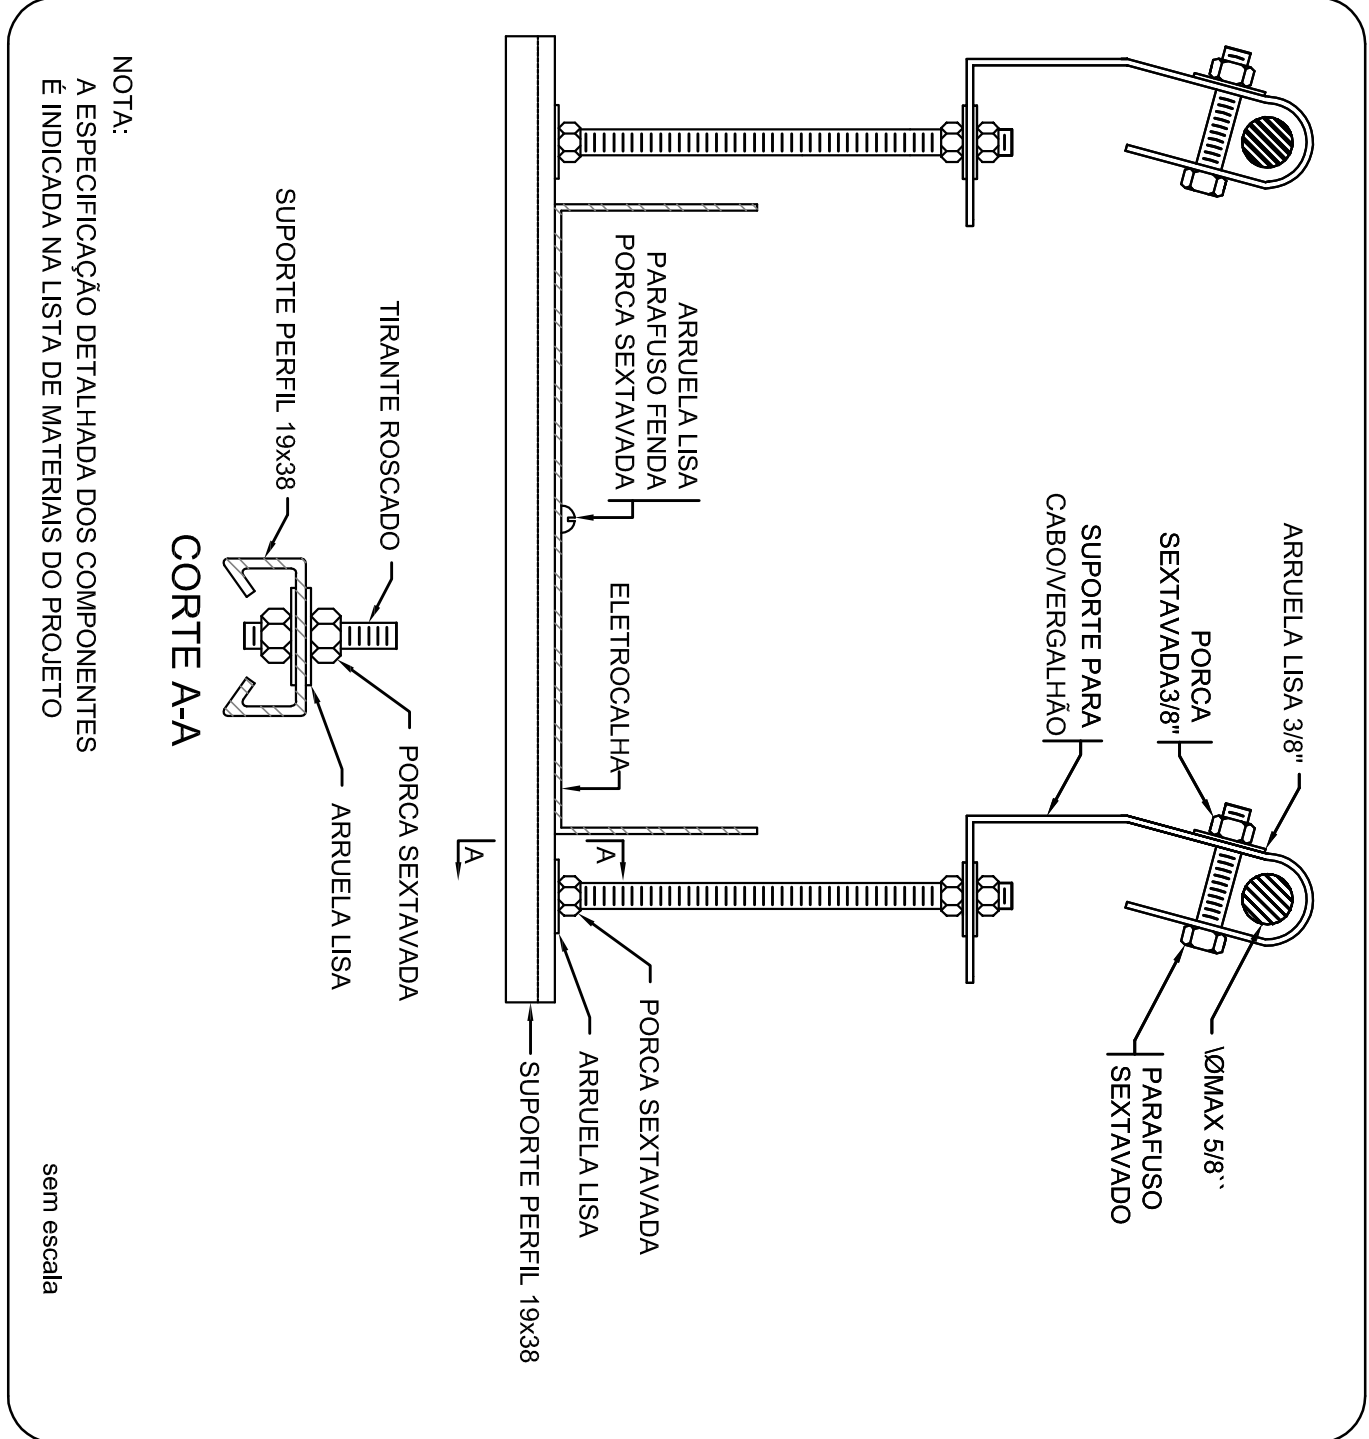 ARRUELA LISA 3/8"
PORCA
SEXTAVADA3/8"
SUPORTE PARA
CABO/VERGALHÃO
\ØMAX 5/8``
PARAFUSO
SEXTAVADO
ARRUELA LISA
PARAFUSO FENDA
PORCA SEXTAVADA
ELETROCALHA
A
A
PORCA SEXTAVADA
ARRUELA LISA
SUPORTE PERFIL 19x38
TIRANTE ROSCADO
SUPORTE PERFIL 19x38
PORCA SEXTAVADA
ARRUELA LISA
CORTE A-A
NOTA:
A ESPECIFICAÇÃO DETALHADA DOS COMPONENTES
É INDICADA NA LISTA DE MATERIAIS DO PROJETO
sem escala